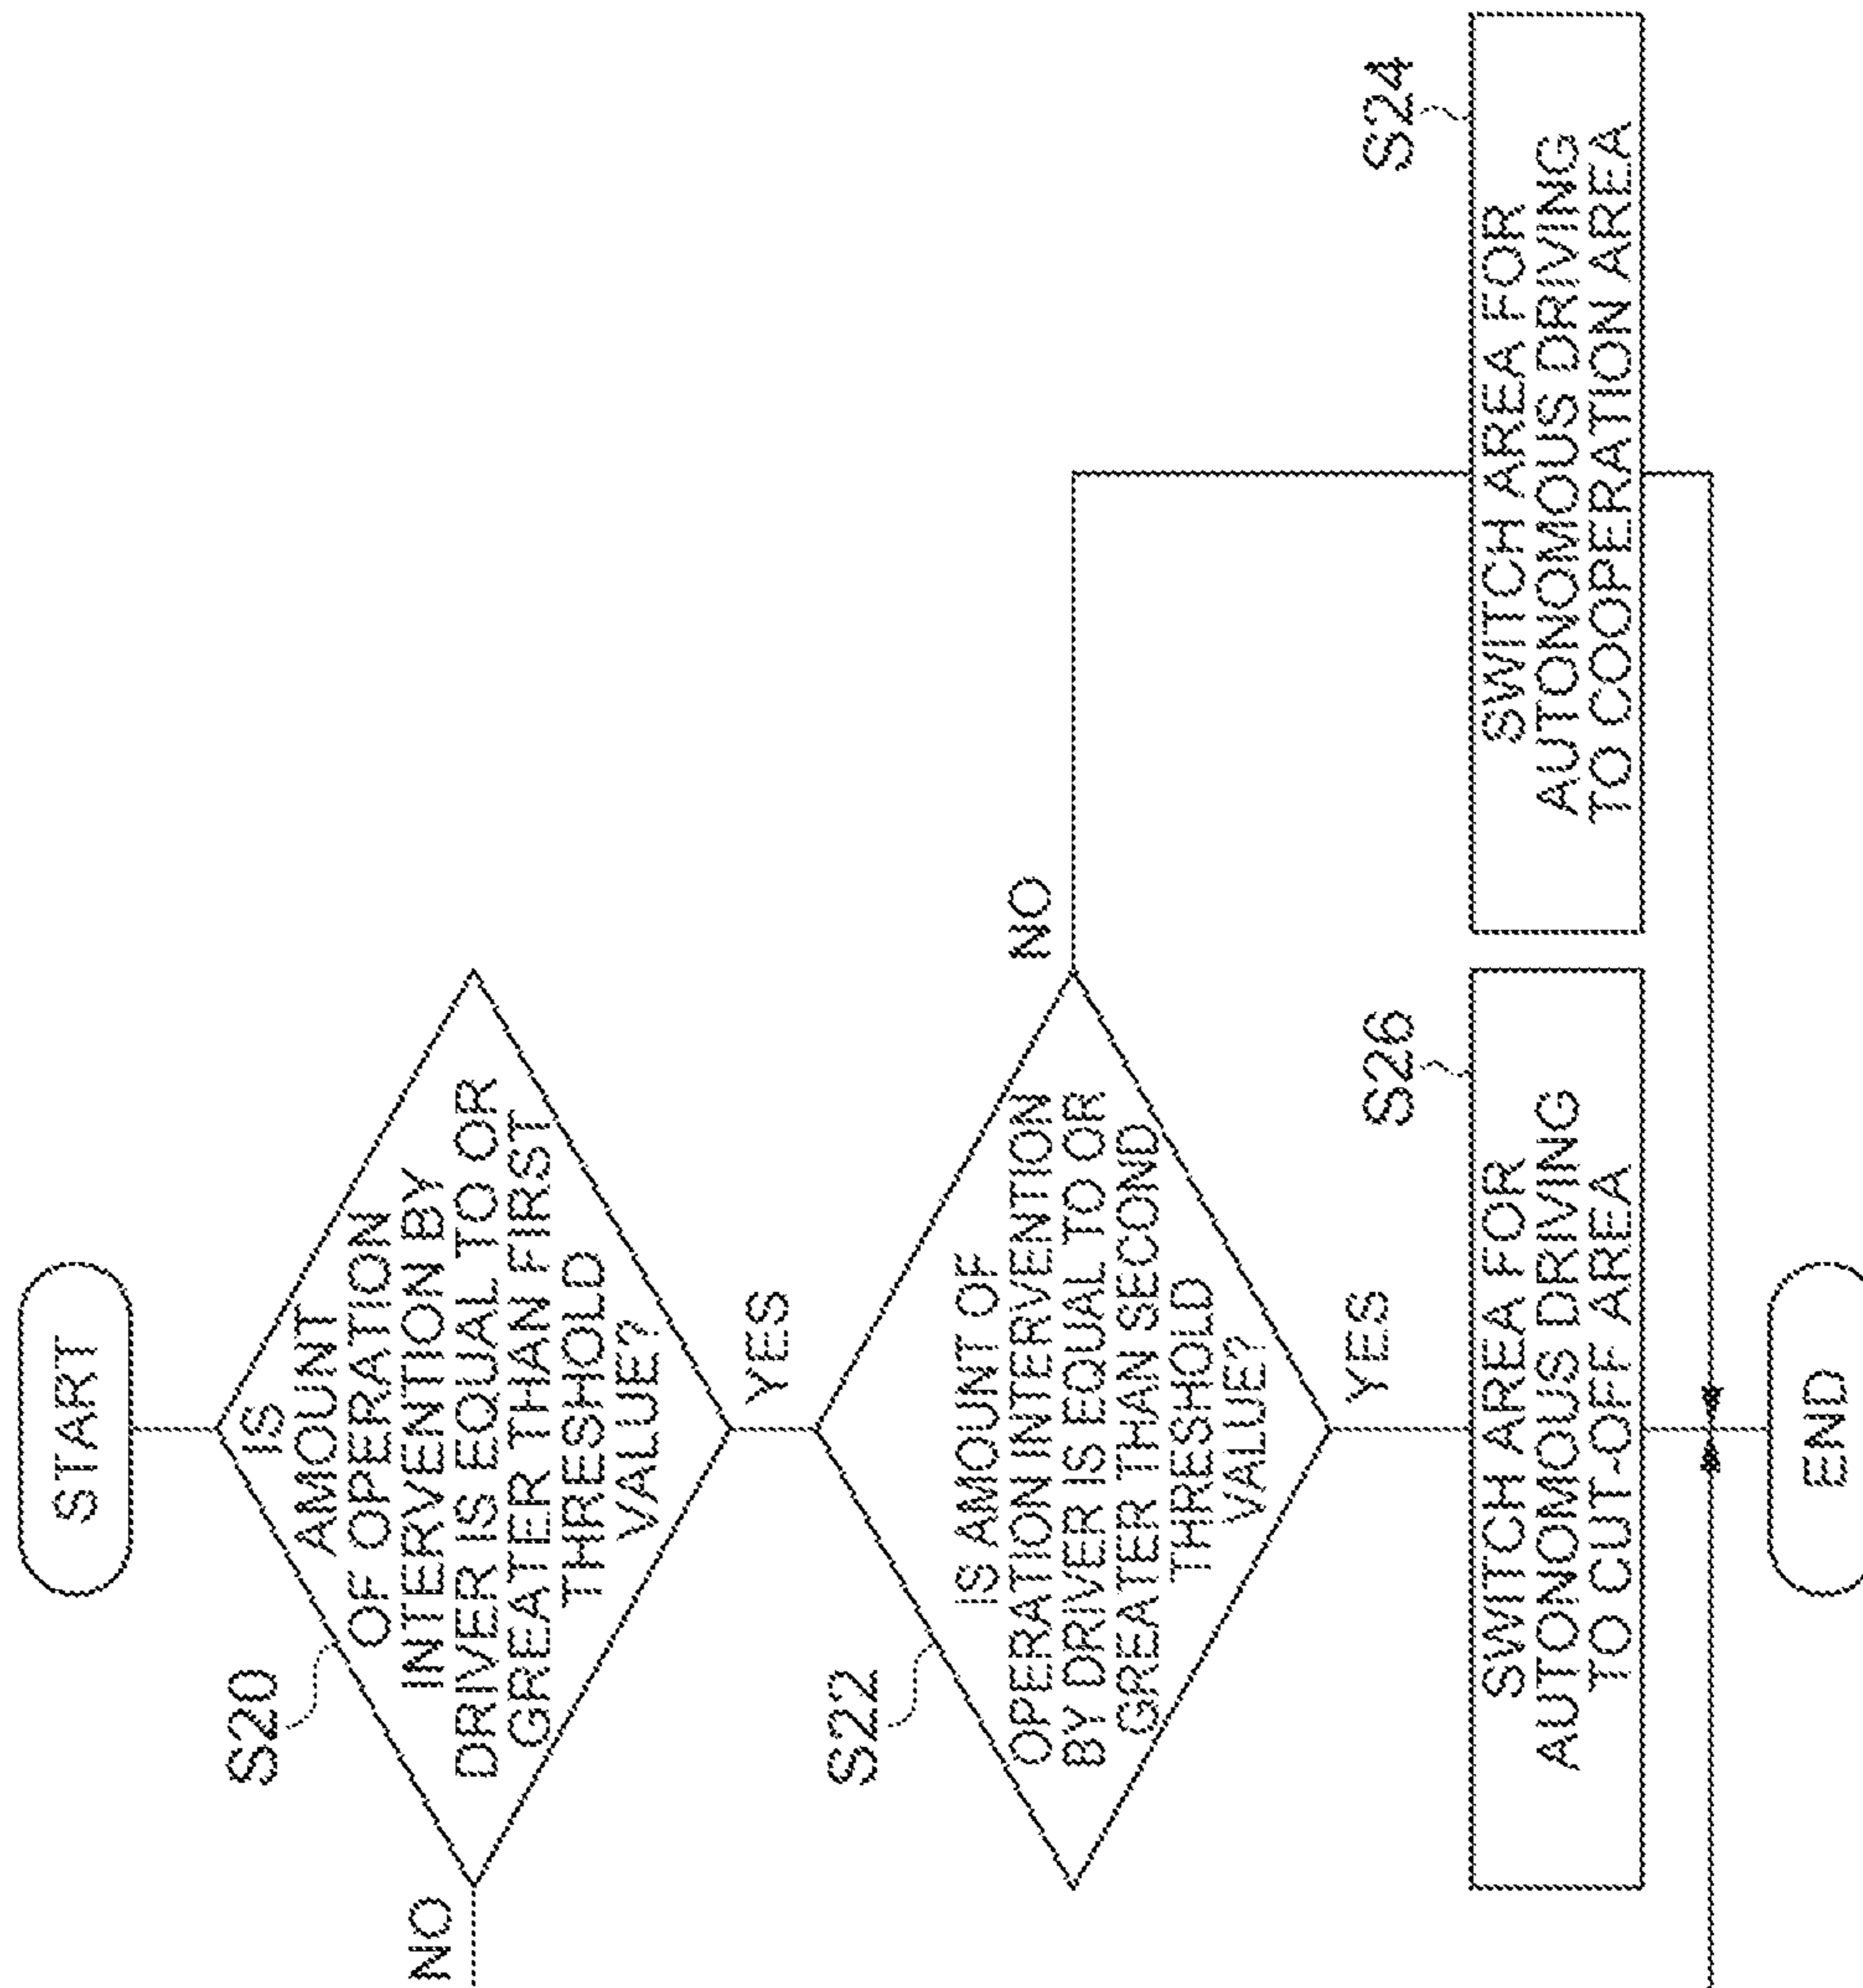 START
S20
IS
AMOUNT
OF OPERATION
INTERVENTION BY
DRIVER IS EQUAL TO OR
GREATER THAN FIRST
THRESHOLD
VALUE?
NO
YES
S22
IS AMOUNT OF
OPERATION INTERVENTION
BY DRIVER IS EQUAL TO OR
GREATER THAN SECOND
THRESHOLD
VALUE?
NO
YES
S26
SWITCH AREA FOR
AUTONOMOUS DRIVING
TO CUT-OFF AREA
S24
SWITCH AREA FOR
AUTONOMOUS DRIVING
TO COOPERATION AREA
END